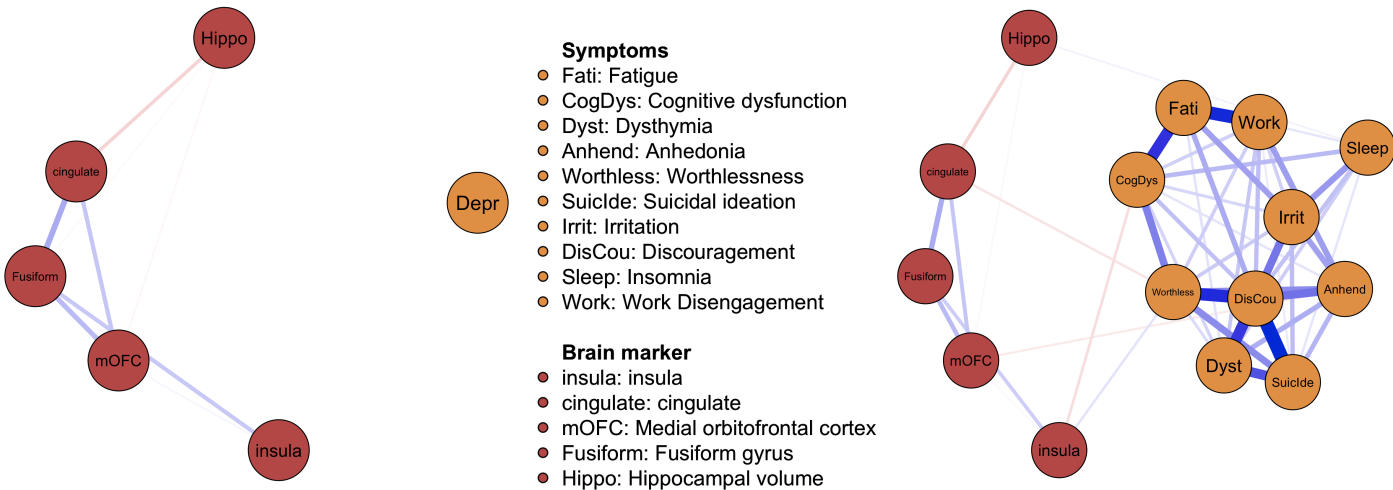 Hippo
cingulate
Fusiform
mOFC
insula
Depr
Symptoms
Fati: Fatigue
CogDys: Cognitive dysfunction
Dyst: Dysthymia
Anhend: Anhedonia
Worthless: Worthlessness
SuicIde: Suicidal ideation
Irrit: Irritation
DisCou: Discouragement
Sleep: Insomnia
Work: Work Disengagement
Brain marker
insula: insula
cingulate: cingulate
mOFC: Medial orbitofrontal cortex
Fusiform: Fusiform gyrus
Hippo: Hippocampal volume
Hippo
cingulate
Fusiform
mOFC
insula
Fati
Work
Sleep
CogDys
Irrit
Worthless
DisCou
Anhend
Dyst
SuicIde